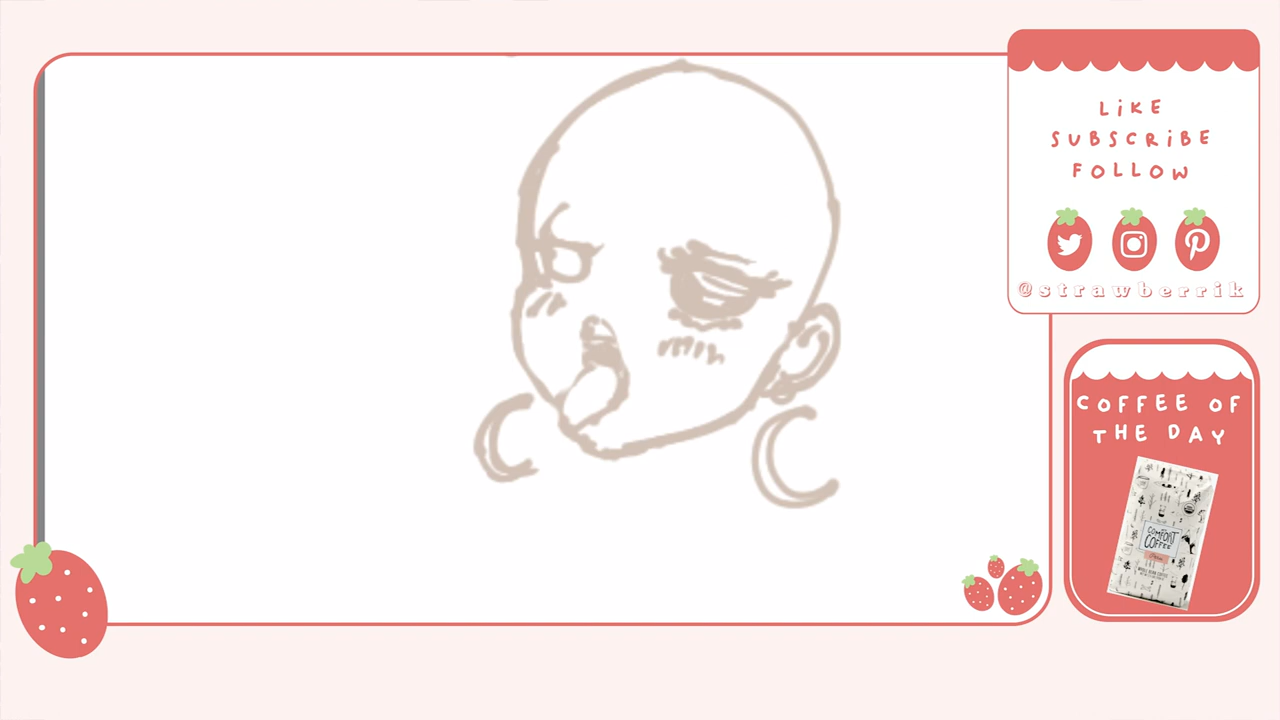 LiKE
SUBSCRiBE
FOLLOW
@strawberrik
COFFEE OF
THE DAY
COMFORT
COFFEE